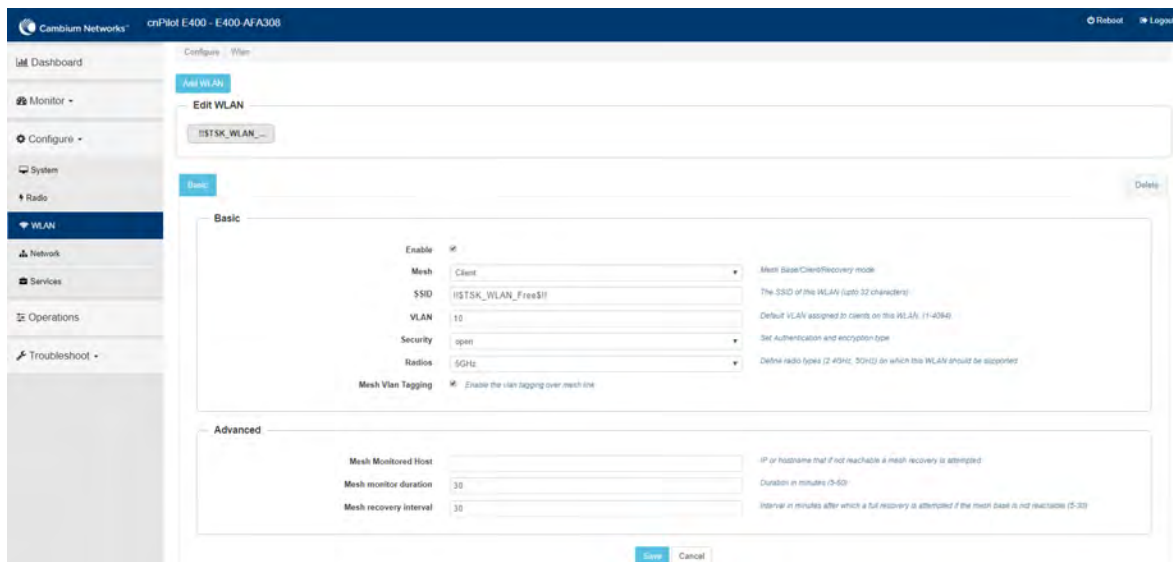 Cambium Networks™
cnPilot E400 - E400-AFA308
Reboot
Logout
Dashboard
Monitor
Configure
System
Radio
WLAN
Network
Services
Operations
Troubleshoot
Configure Wlan
Add WLAN
Edit WLAN
!!$TSK_WLAN_...
Basic
Delete
Basic
Enable
Mesh Client Mesh Base/Client/Recovery mode
SSID !!$TSK_WLAN_Free$!! The SSID of this WLAN (upto 32 characters)
VLAN 10 Default VLAN assigned to clients on this WLAN. (1-4094)
Security open Set Authentication and encryption type
Radios 5GHz Define radio types (2.4GHz, 5GHz) on which this WLAN should be supported
Mesh Vlan Tagging Enable the vlan tagging over mesh link
Advanced
Mesh Monitored Host IP or hostname that if not reachable a mesh recovery is attempted
Mesh monitor duration 30 Duration in minutes (5-60)
Mesh recovery interval 30 Interval in minutes after which a full recovery is attempted if the mesh base is not reachable (5-30)
Save Cancel